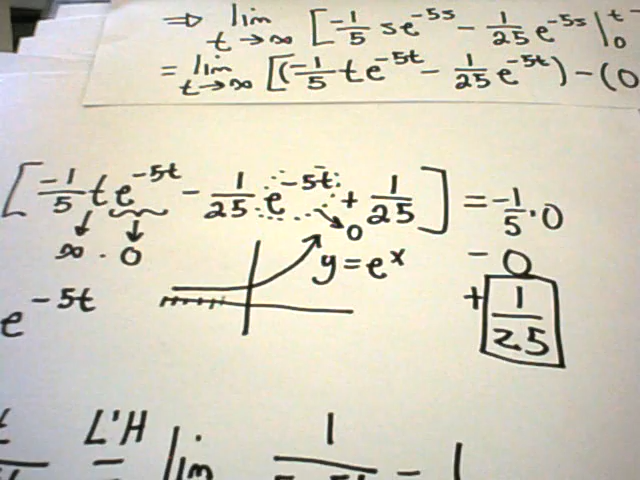 ⇒ lim t→∞ [-1/5 se^-5s - 1/25 e^-5s |_0^t
= lim t→∞ [(-1/5 te^-5t - 1/25 e^-5t) - (0
[-1/5 te^-5t - 1/25 e^-5t + 1/25] = -1/5 · 0
∞ · 0
0
y = e^x
- 0
+ 1/25
e^-5t
L'H
= lim 1